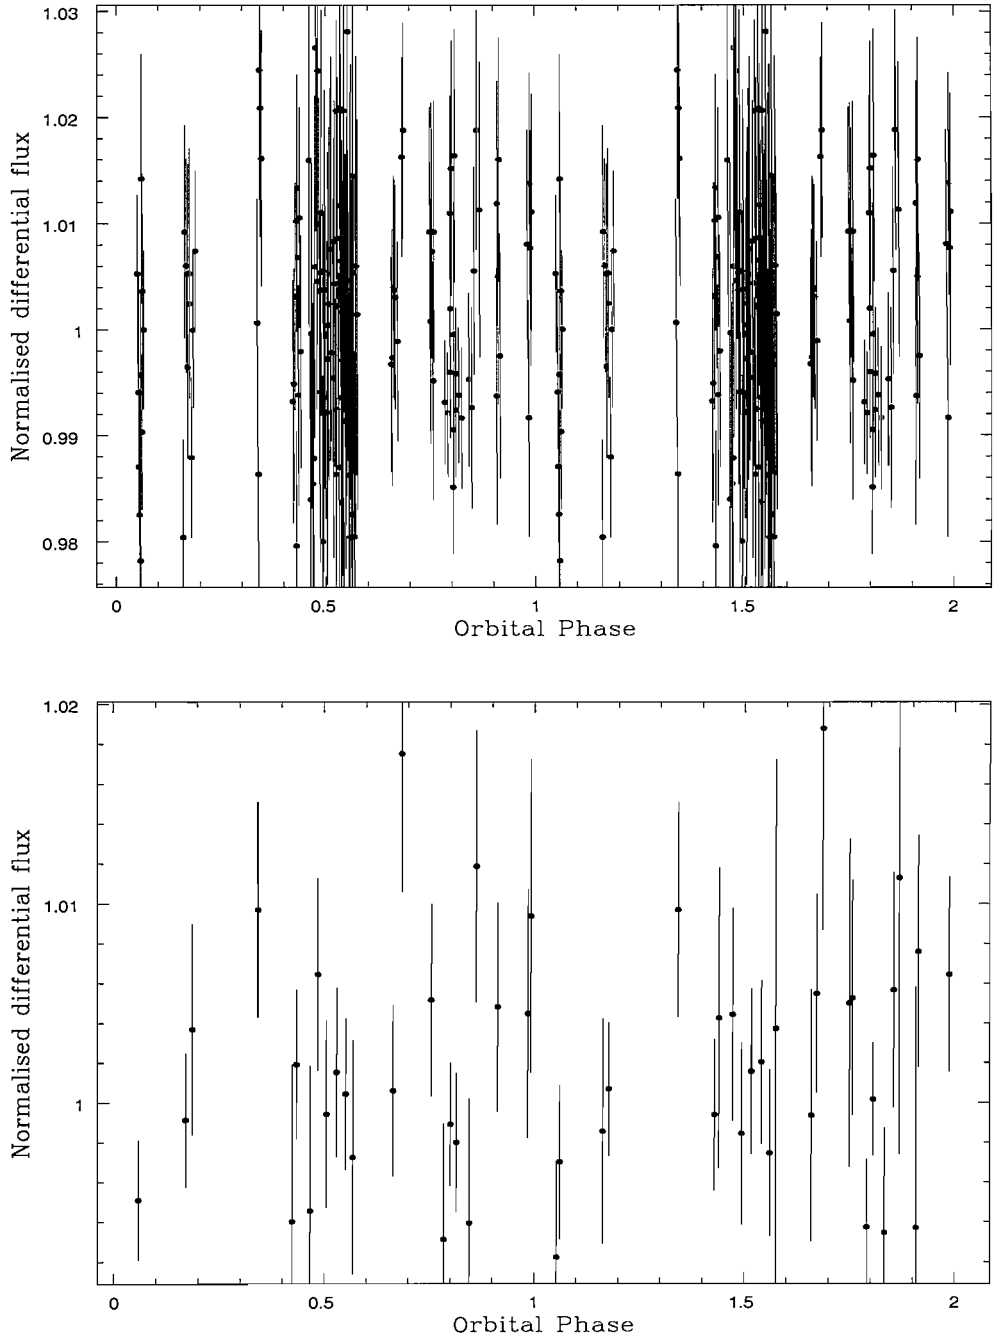 1.03
1.02
1.01
1
0.99
0.98
Normalised differential flux
0 0.5 1 1.5 2
Orbital Phase
1.02
1.01
1
Normalised differential flux
0 0.5 1 1.5 2
Orbital Phase